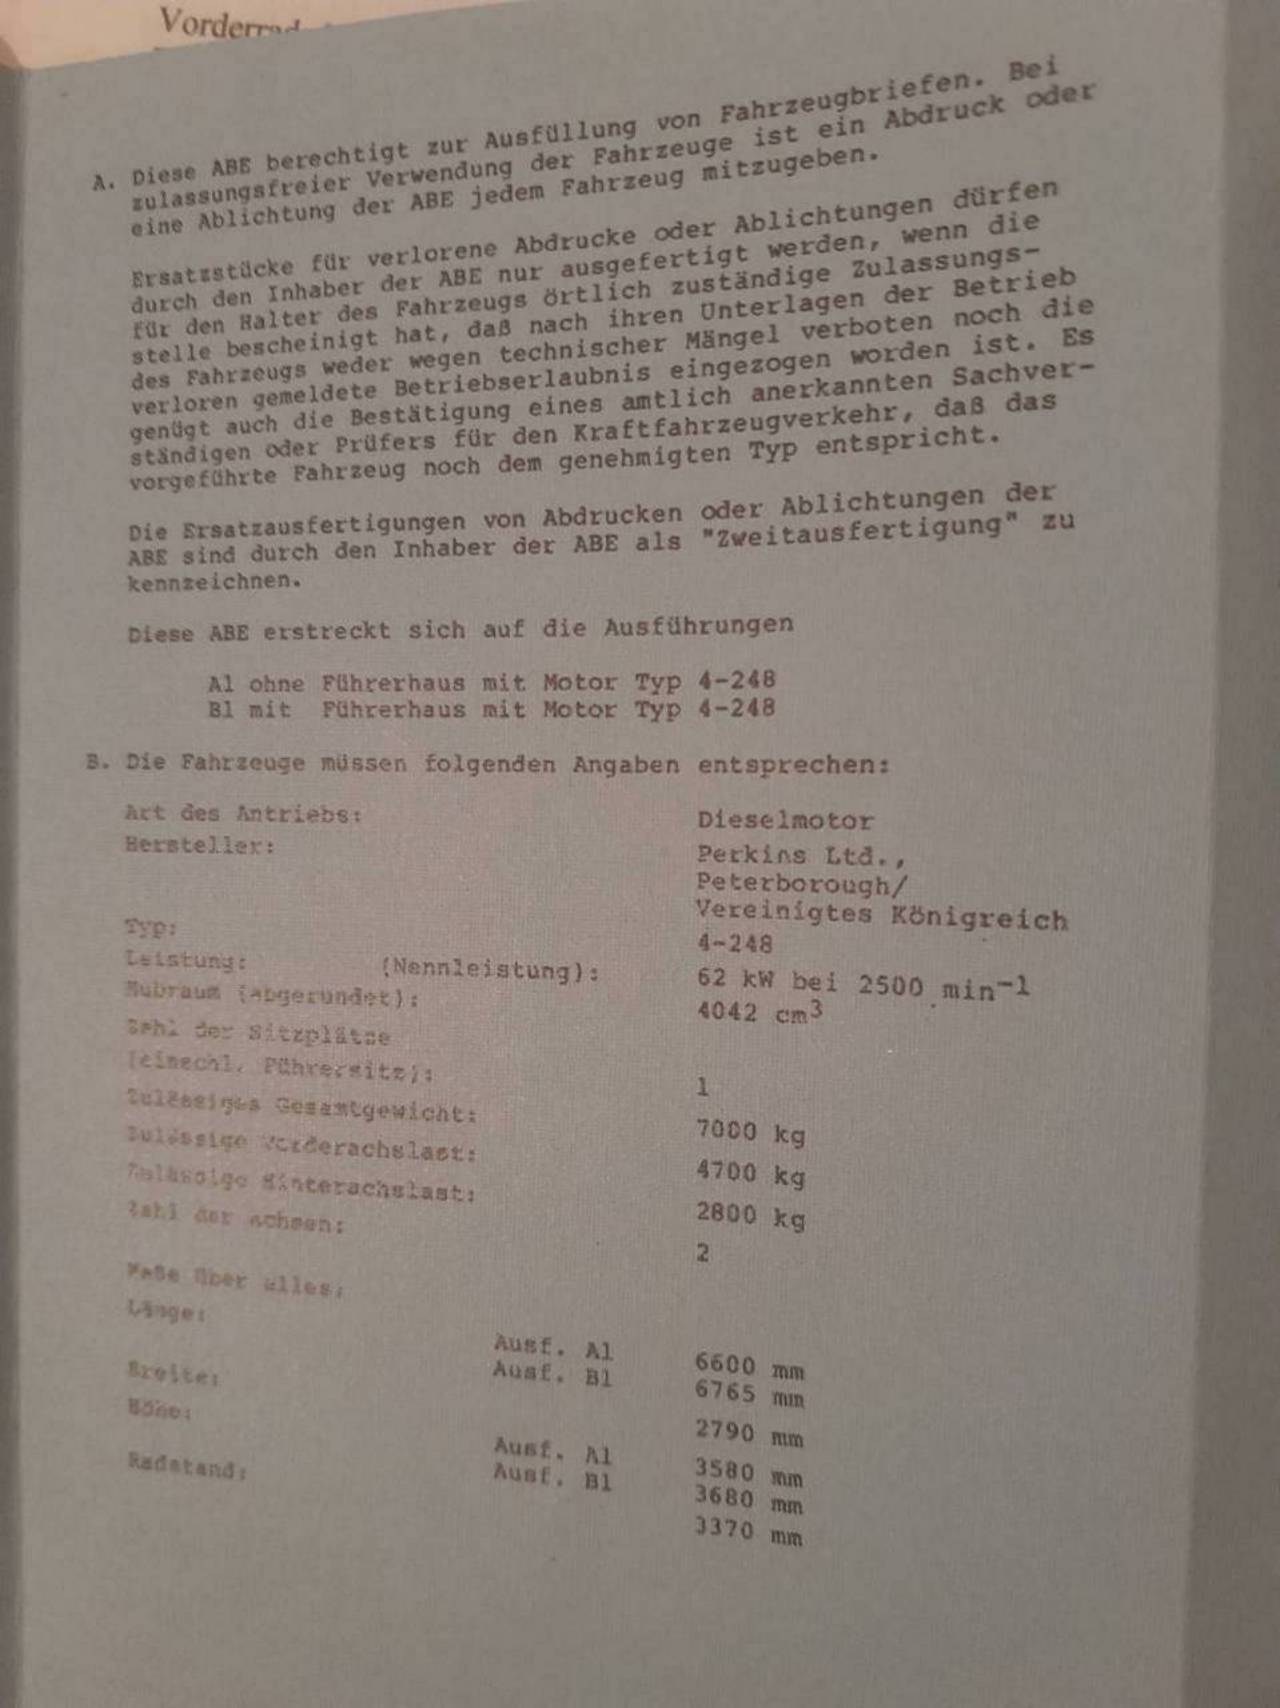 Vorderrad
A. Diese ABE berechtigt zur Ausfüllung von Fahrzeugbriefen. Bei
zulassungsfreier Verwendung der Fahrzeuge ist ein Abdruck oder
eine Ablichtung der ABE jedem Fahrzeug mitzugeben.
Ersatzstücke für verlorene Abdrucke oder Ablichtungen dürfen
durch den Inhaber der ABE nur ausgefertigt werden, wenn die
für den Halter des Fahrzeugs örtlich zuständige Zulassungs-
stelle bescheinigt hat, daß nach ihren Unterlagen der Betrieb
des Fahrzeugs weder wegen technischer Mängel verboten noch die
verloren gemeldete Betriebserlaubnis eingezogen worden ist. Es
genügt auch die Bestätigung eines amtlich anerkannten Sachver-
ständigen oder Prüfers für den Kraftfahrzeugverkehr, daß das
vorgeführte Fahrzeug noch dem genehmigten Typ entspricht.
Die Ersatzausfertigungen von Abdrucken oder Ablichtungen der
ABE sind durch den Inhaber der ABE als "Zweitausfertigung" zu
kennzeichnen.
Diese ABE erstreckt sich auf die Ausführungen
A1 ohne Führerhaus mit Motor Typ 4-248
B1 mit Führerhaus mit Motor Typ 4-248
B. Die Fahrzeuge müssen folgenden Angaben entsprechen:
Art des Antriebs: Dieselmotor
Hersteller: Perkins Ltd.,
Peterborough/
Vereinigtes Königreich
Typ: 4-248
Leistung: (Nennleistung): 62 kW bei 2500 min-1
Hubraum (abgerundet): 4042 cm3
Zahl der Sitzplätze
(einschl. Führersitz): 1
Zulässiges Gesamtgewicht: 7000 kg
Zulässige Vorderachslast: 4700 kg
Zulässige Hinterachslast: 2800 kg
Zahl der Achsen: 2
Maße über alles:
Länge: Ausf. A1 6600 mm
Ausf. B1 6765 mm
Breite: 2790 mm
Höhe: Ausf. A1 3580 mm
Ausf. B1 3680 mm
Radstand: 3370 mm